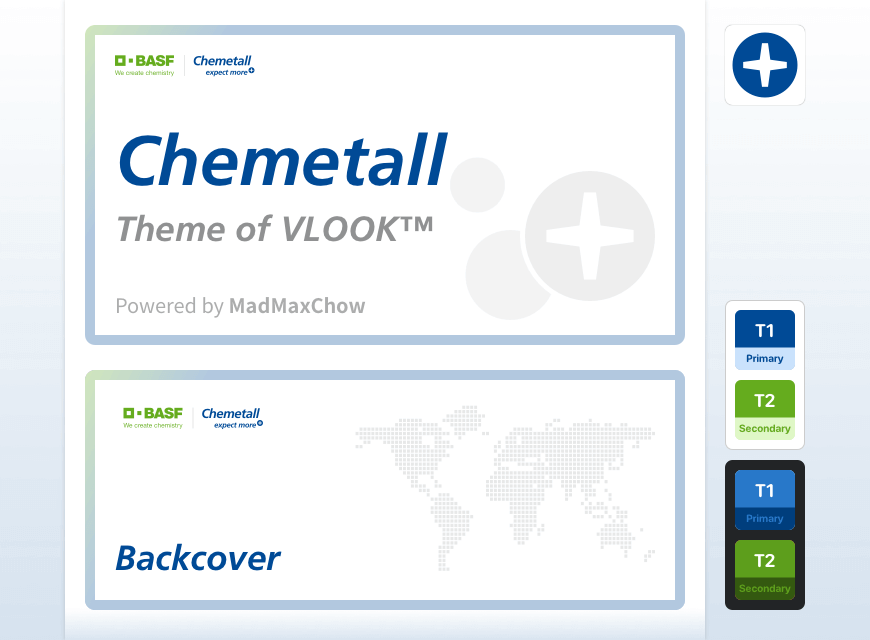 BASF
We create chemistry
Chemetall
expect more
Chemetall
Theme of VLOOK™
Powered by MadMaxChow
BASF
We create chemistry
Chemetall
expect more
Backcover
T1
Primary
T2
Secondary
T1
Primary
T2
Secondary